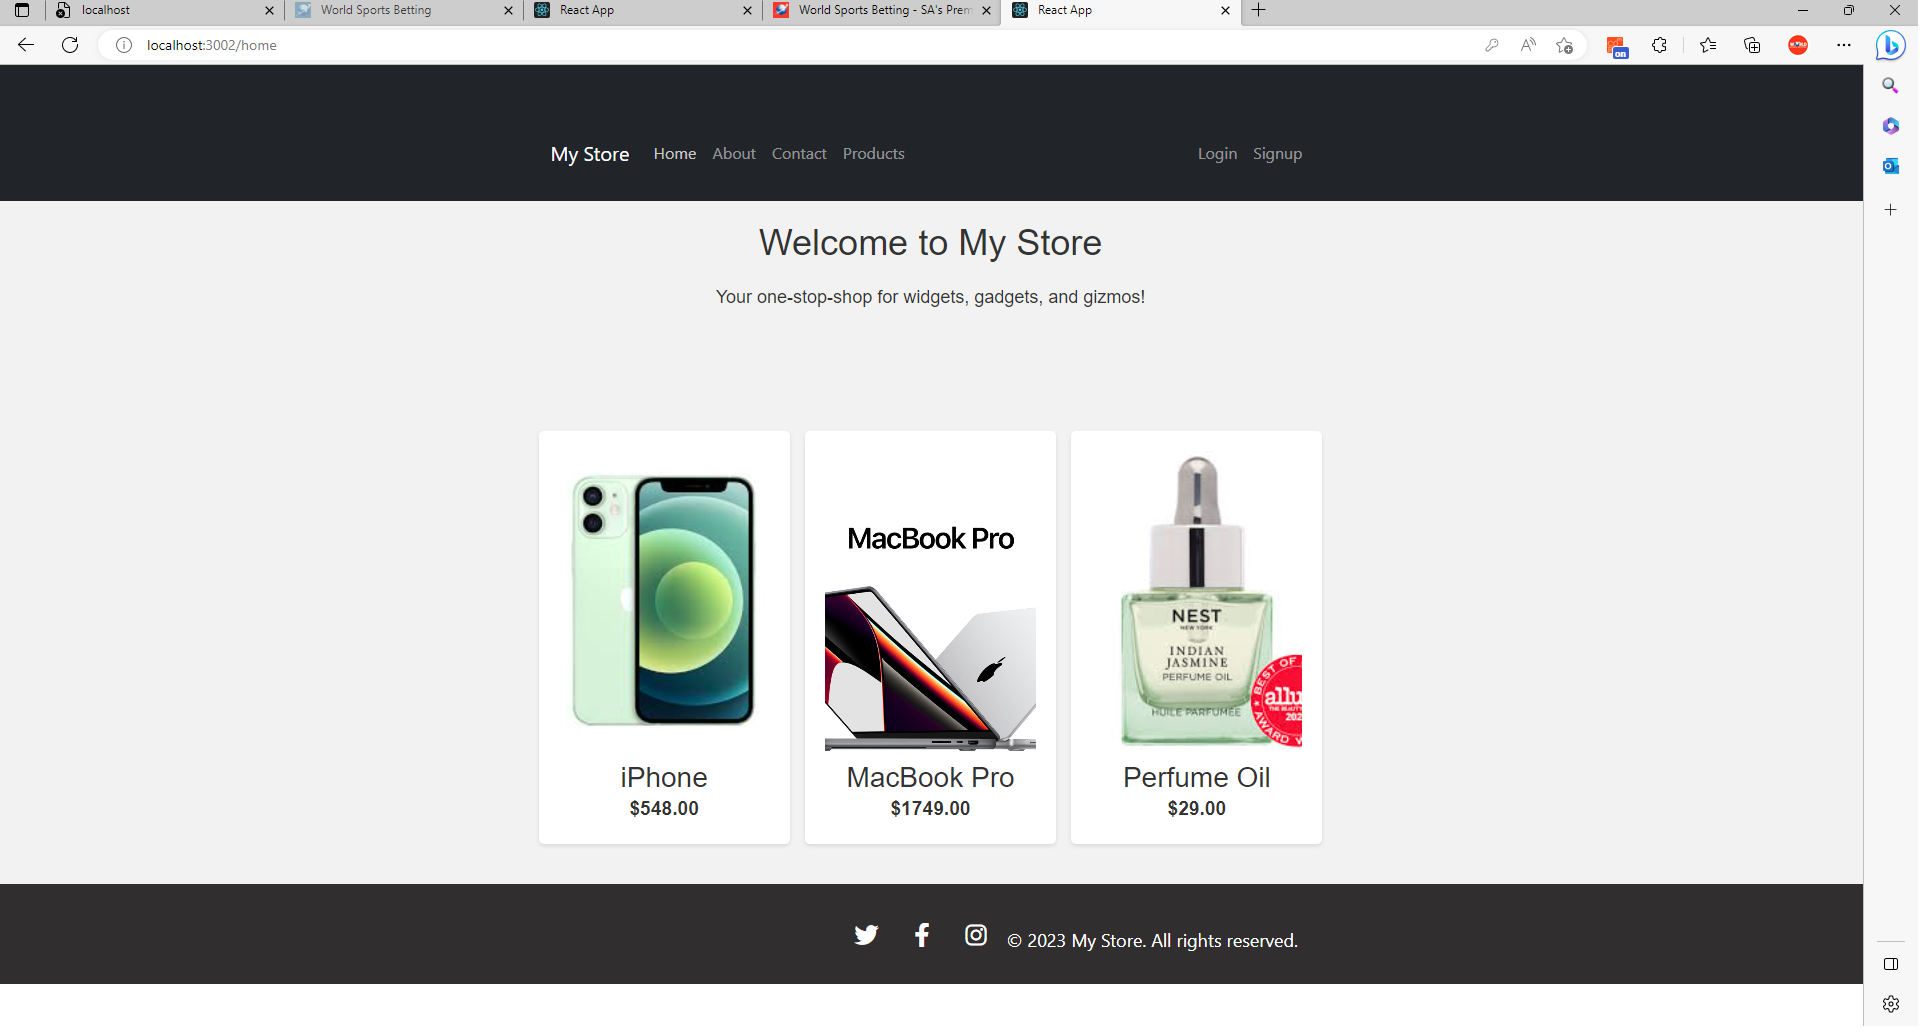 localhost
World Sports Betting
React App
World Sports Betting - SA's Prem
React App
localhost:3002/home
on
My Store Home About Contact Products Login Signup
Welcome to My Store
Your one-stop-shop for widgets, gadgets, and gizmos!
MacBook Pro
NEST
NEW YORK
INDIAN
JASMINE
PERFUME OIL
HUILE PARFUMÉE
BEST OF
allu
THE BEAUTY
202
AWARD
iPhone
$548.00
MacBook Pro
$1749.00
Perfume Oil
$29.00
© 2023 My Store. All rights reserved.